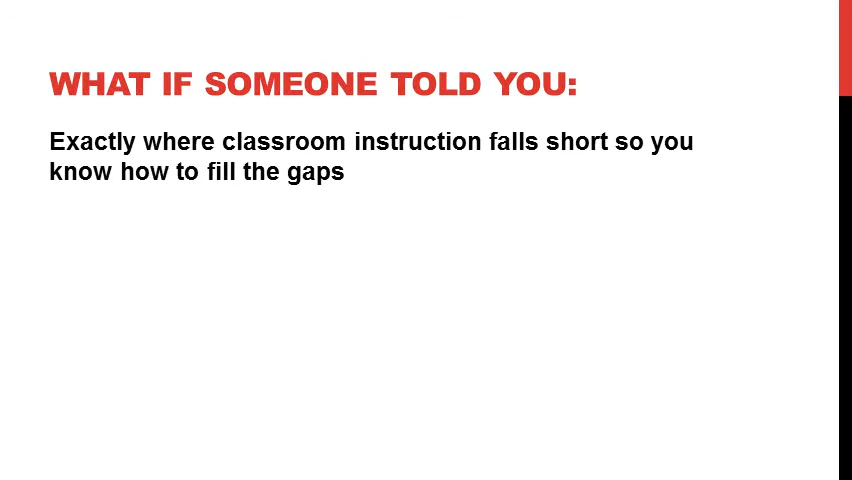 WHAT IF SOMEONE TOLD YOU:
Exactly where classroom instruction falls short so you
know how to fill the gaps